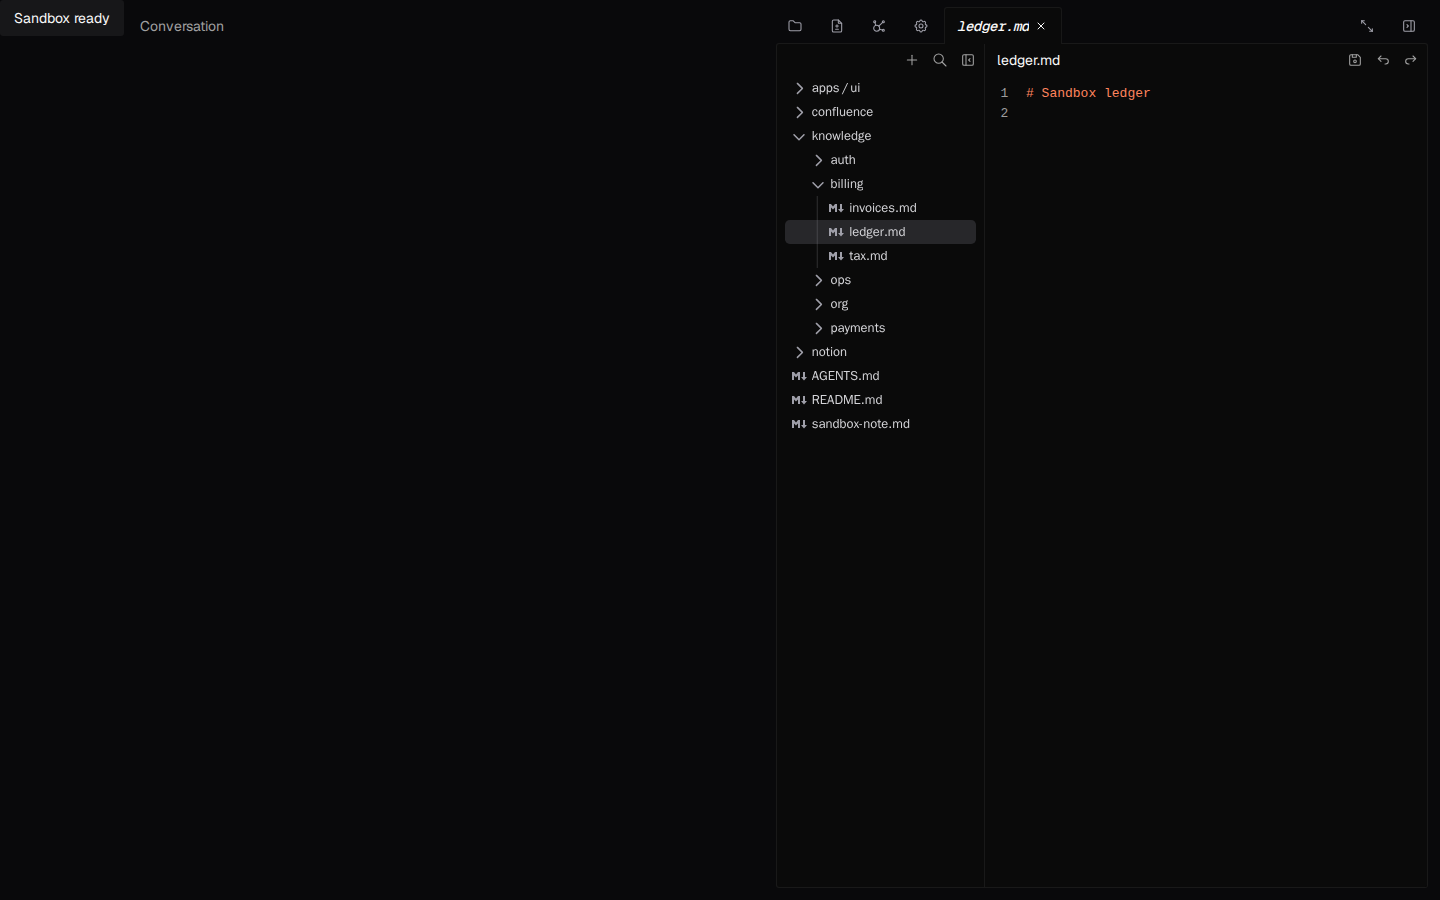 Sandbox ready
Conversation
ledger.md
ledger.md
apps / ui
confluence
knowledge
auth
billing
invoices.md
ledger.md
tax.md
ops
org
payments
notion
AGENTS.md
README.md
sandbox-note.md
1 # Sandbox ledger
2